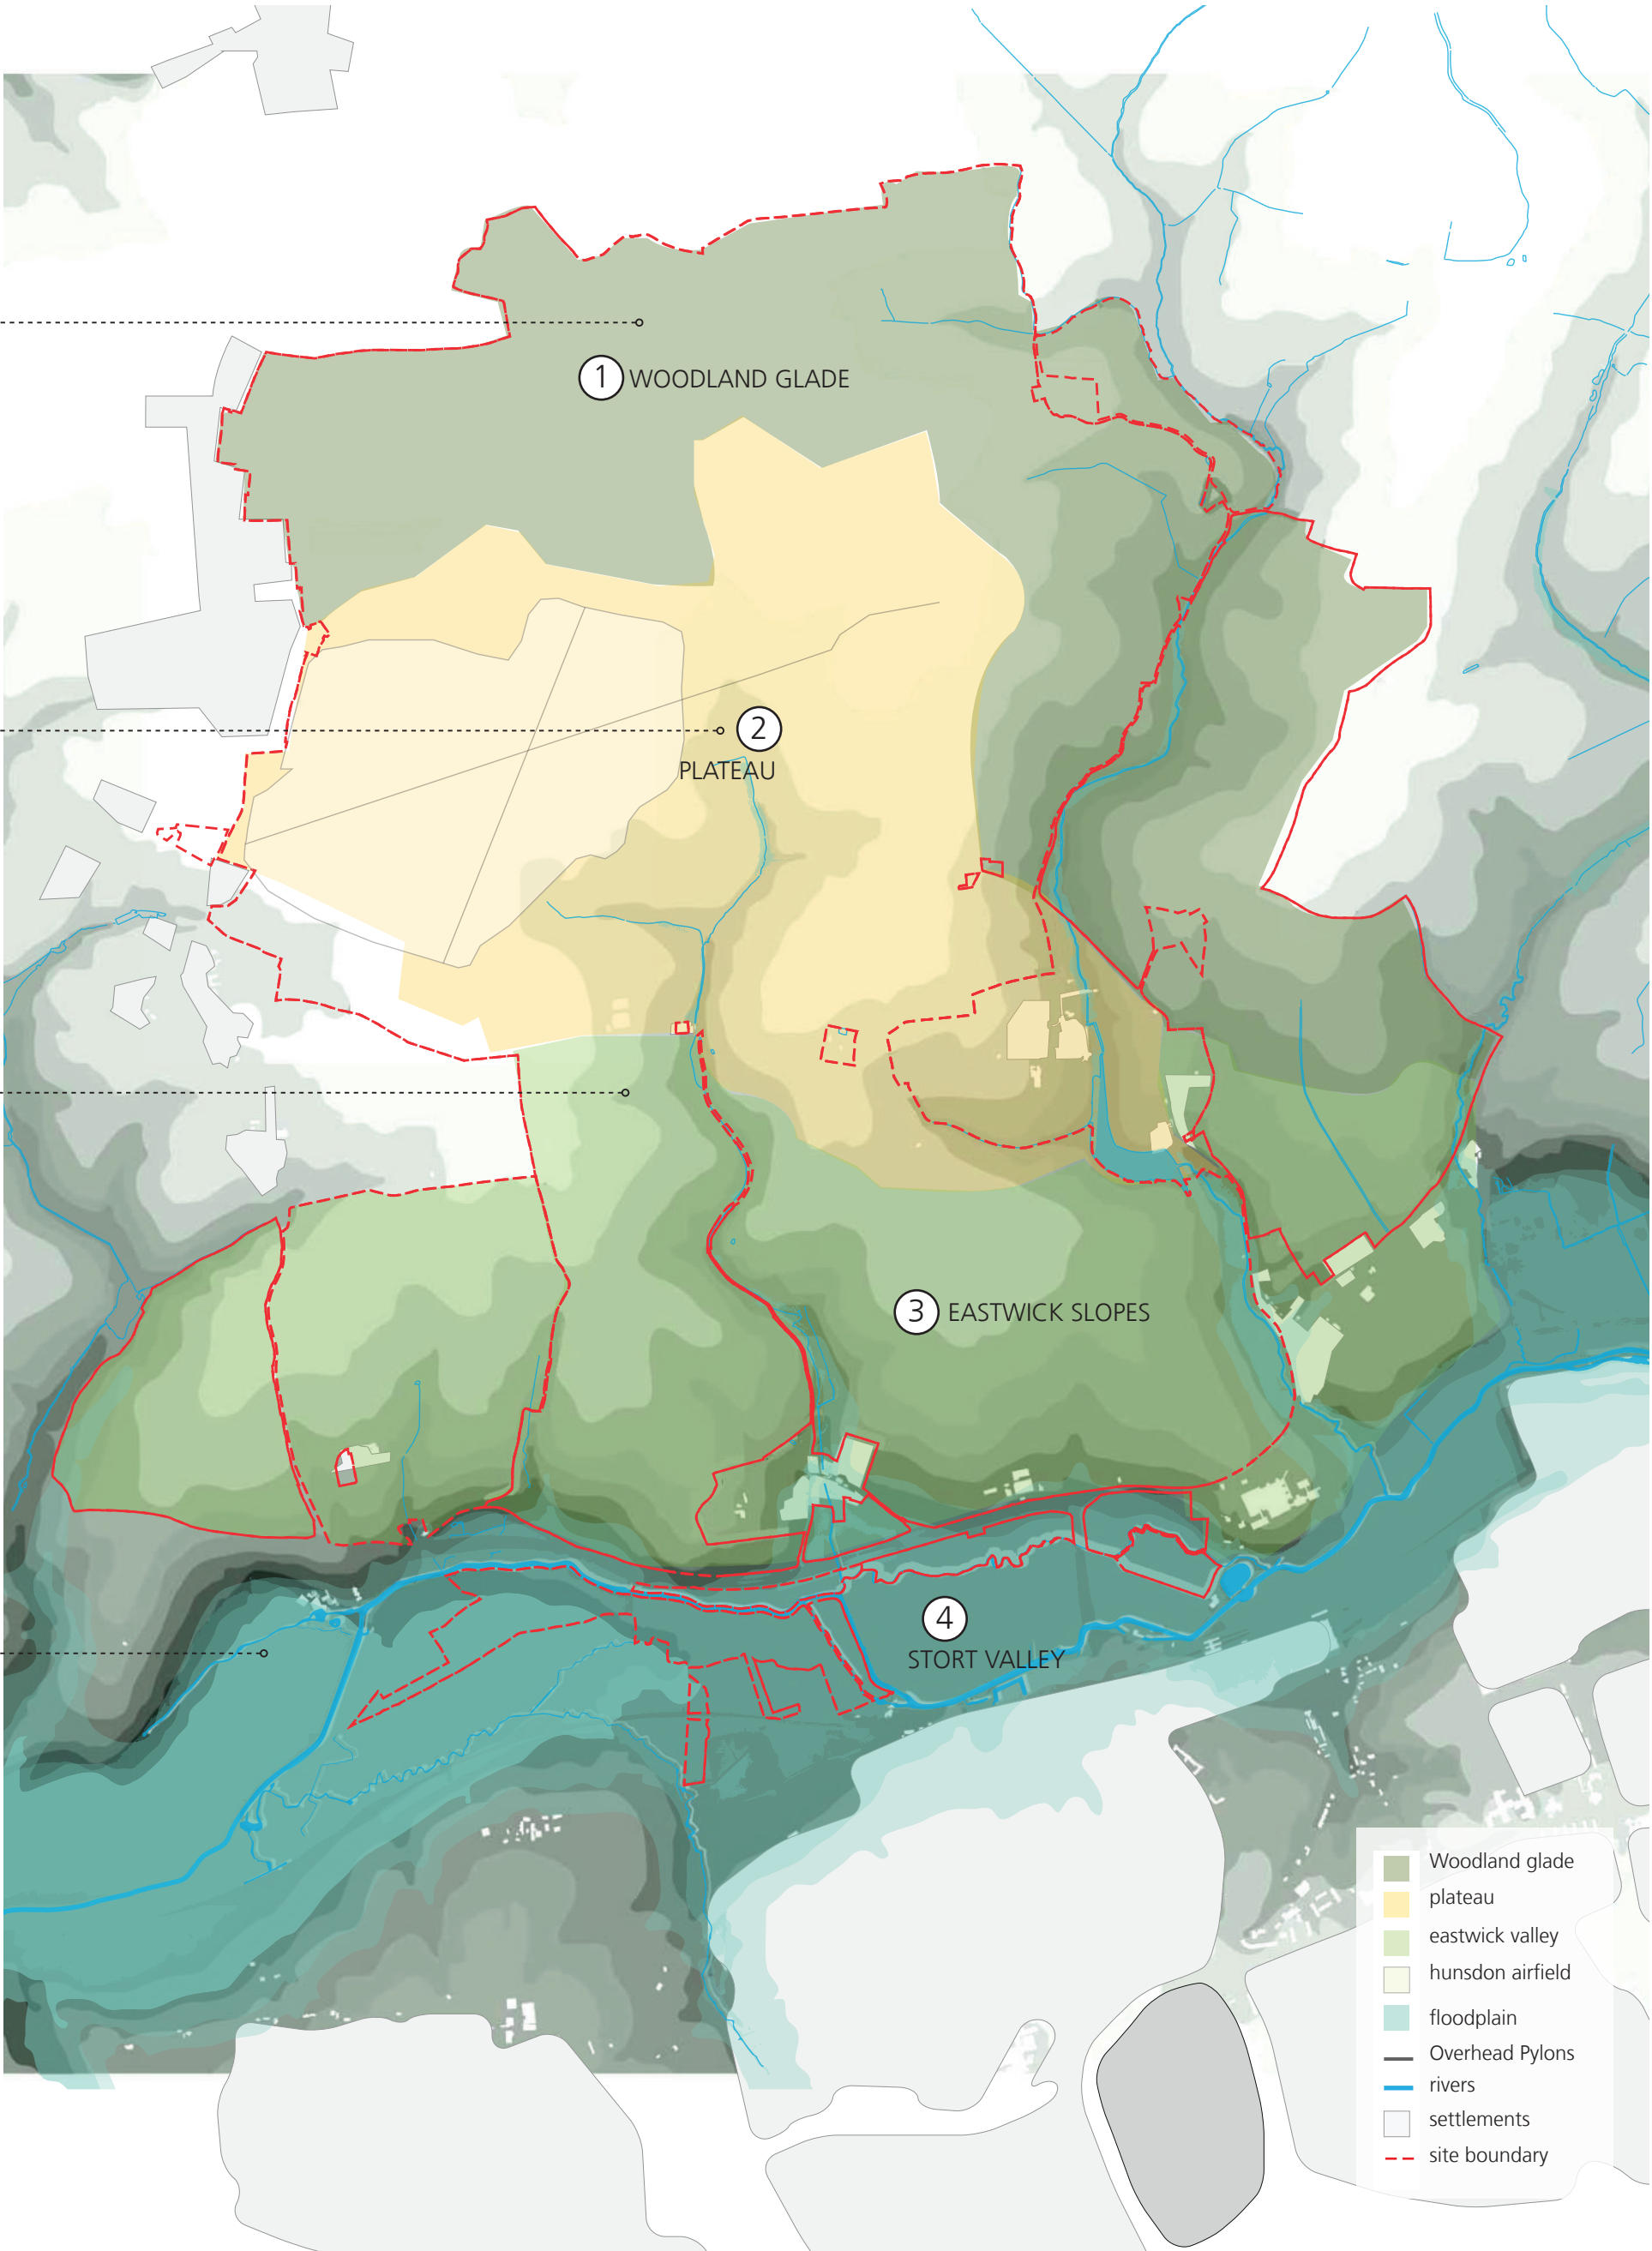 1 WOODLAND GLADE
2
PLATEAU
3 EASTWICK SLOPES
4
STORT VALLEY
Woodland glade
plateau
eastwick valley
hunsdon airfield
floodplain
Overhead Pylons
rivers
settlements
site boundary